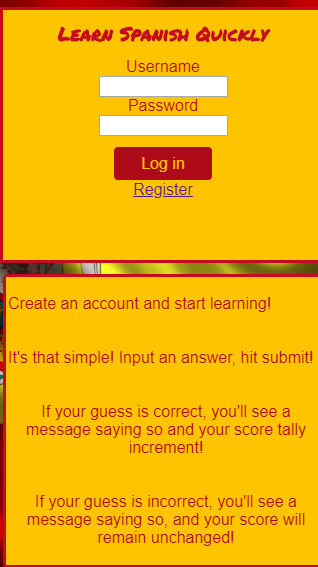 Learn Spanish Quickly
Username
Password
Log in
Register
Create an account and start learning!
It's that simple! Input an answer, hit submit!
If your guess is correct, you'll see a
message saying so and your score tally
increment!
If your guess is incorrect, you'll see a
message saying so, and your score will
remain unchanged!